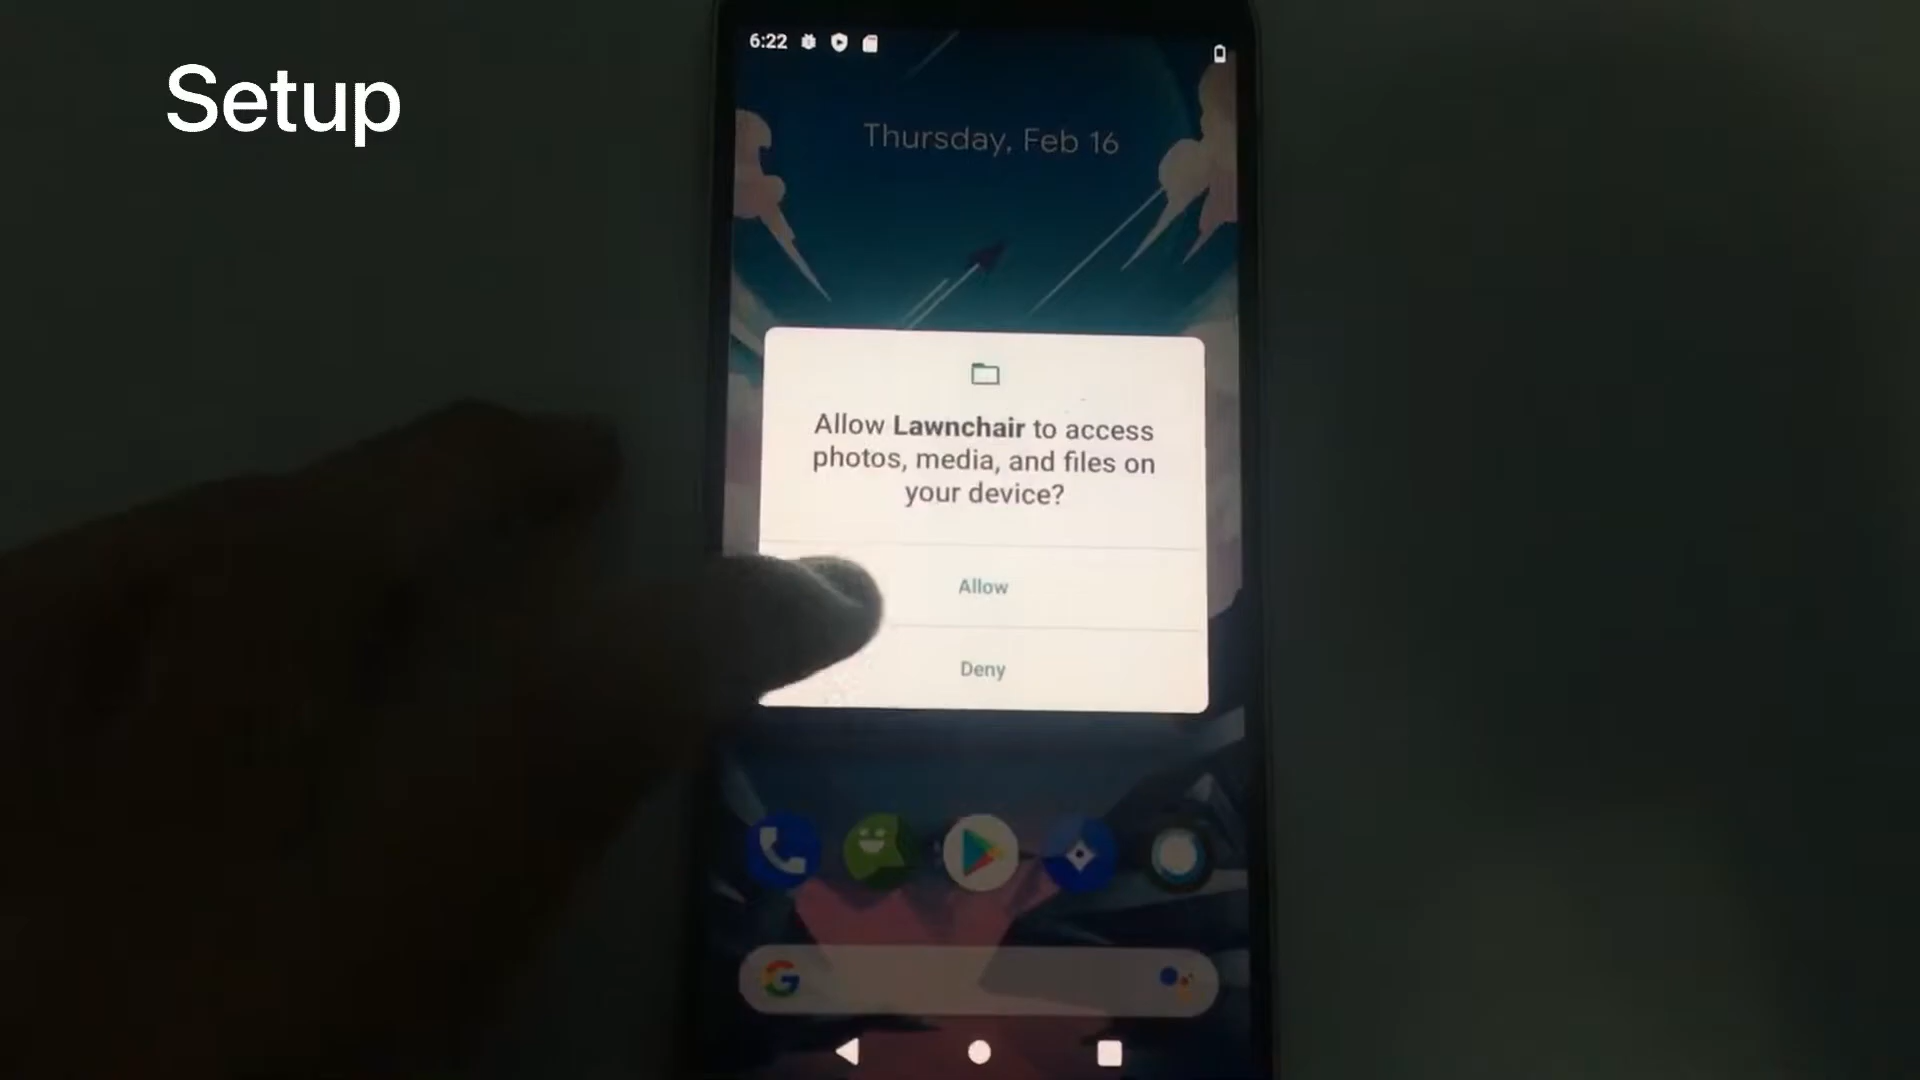 Setup
6:22
Thursday, Feb 16
Allow Lawnchair to access
photos, media, and files on
your device?
Allow
Deny